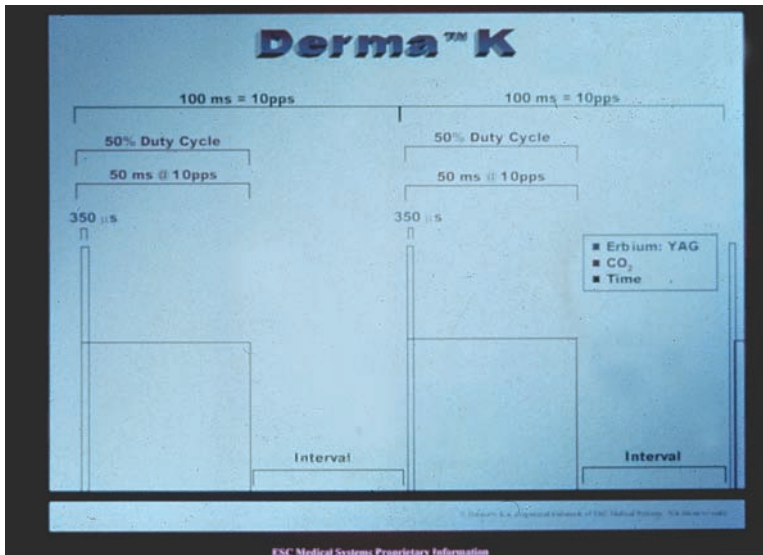 Derma™K
100 ms = 10pps
100 ms = 10pps
50% Duty Cycle
50% Duty Cycle
50 ms @ 10pps
50 ms @ 10pps
350 µs
350 µs
Erbium: YAG
CO₂
Time
Interval
Interval
ESC Medical Systems Proprietary Information